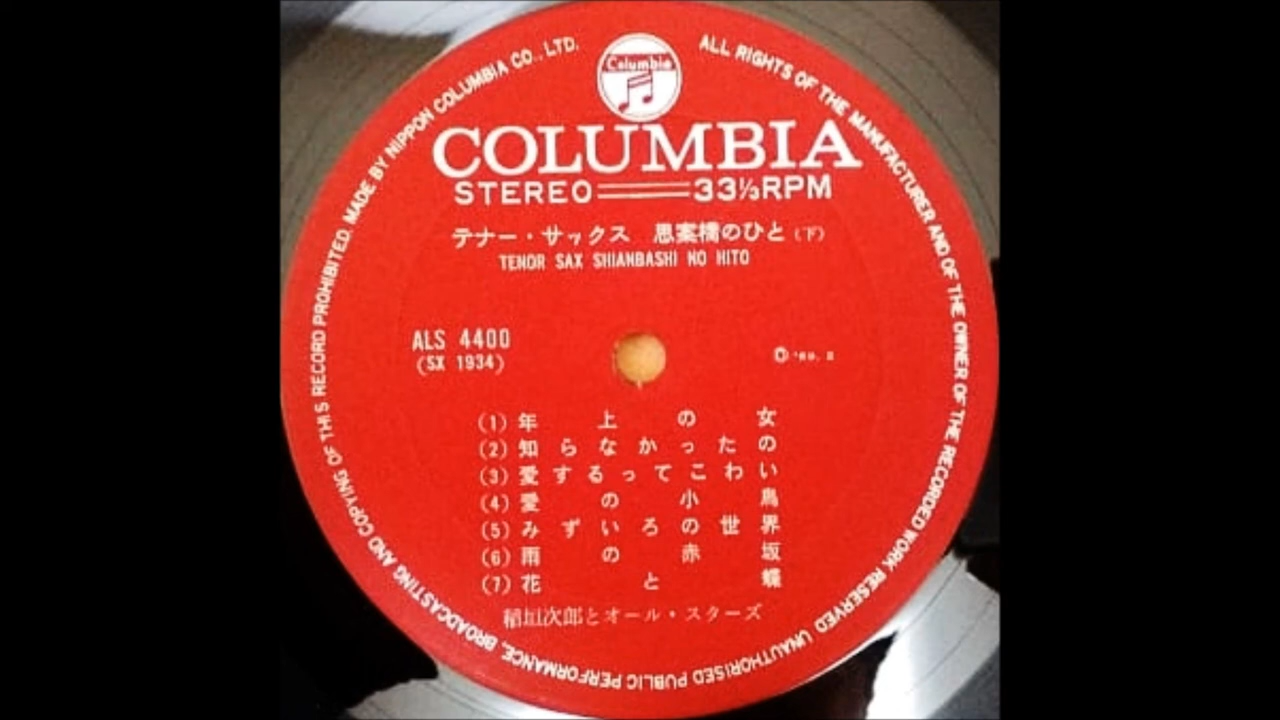 MADE BY NIPPON COLUMBIA CO., LTD.
ALL RIGHTS OF THE MANUFACTURER AND OF THE OWNER OF THE RECORDED WORK RESERVED. UNAUTHORISED PUBLIC PERFORMANCE, BROADCASTING AND COPYING OF THIS RECORD PROHIBITED.
Columbia
COLUMBIA
STEREO 33⅓RPM
テナー・サックス 思案橋のひと(下)
TENOR SAX SHIANBASHI NO HITO
ALS 4400
(SX 1934)
(1) 年上の女
(2) 知らなかったの
(3) 愛するってこわい
(4) 愛の小鳥
(5) みずいろの世界
(6) 雨の赤坂
(7) 花と蝶
稲垣次郎とオール・スターズ